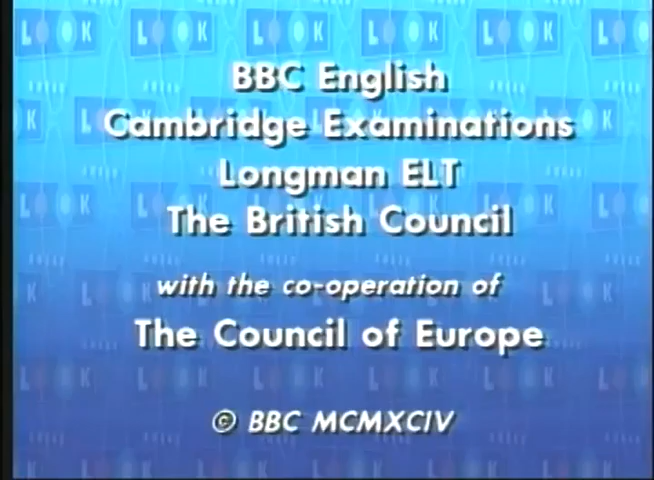 BBC English
Cambridge Examinations
Longman ELT
The British Council
with the co-operation of
The Council of Europe
© BBC MCMXCIV
LOOK